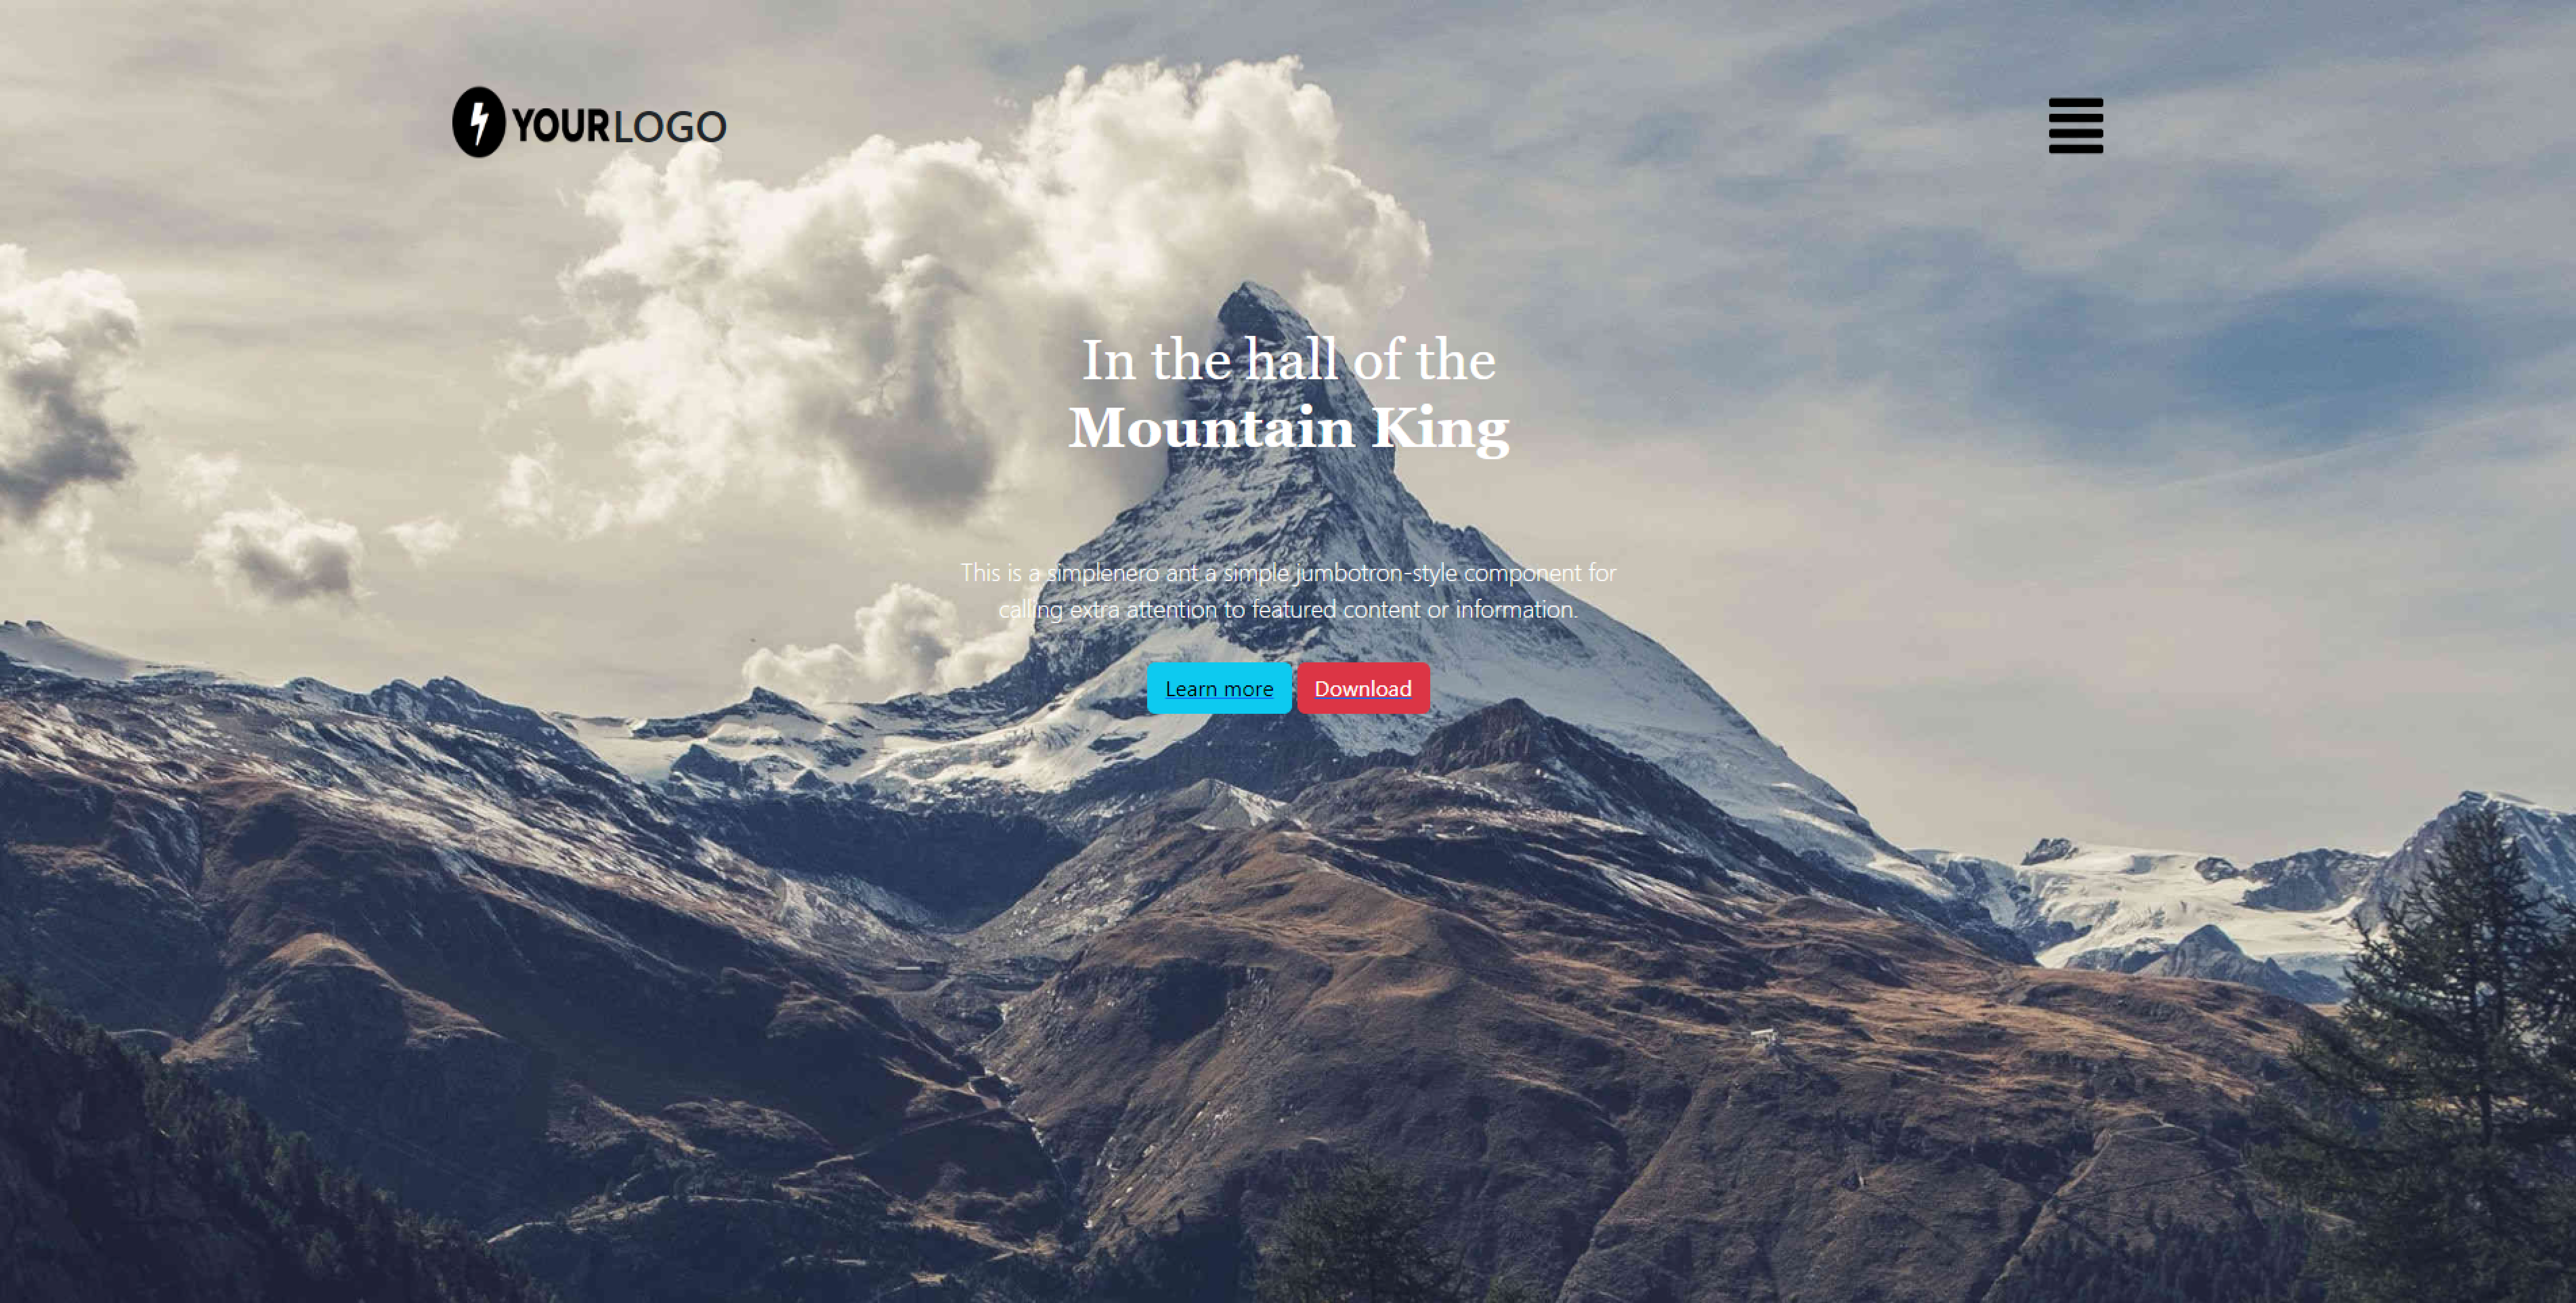 YOURLOGO
In the hall of the
Mountain King
This is a simplenero ant a simple jumbotron-style component for
calling extra attention to featured content or information.
Learn more
Download